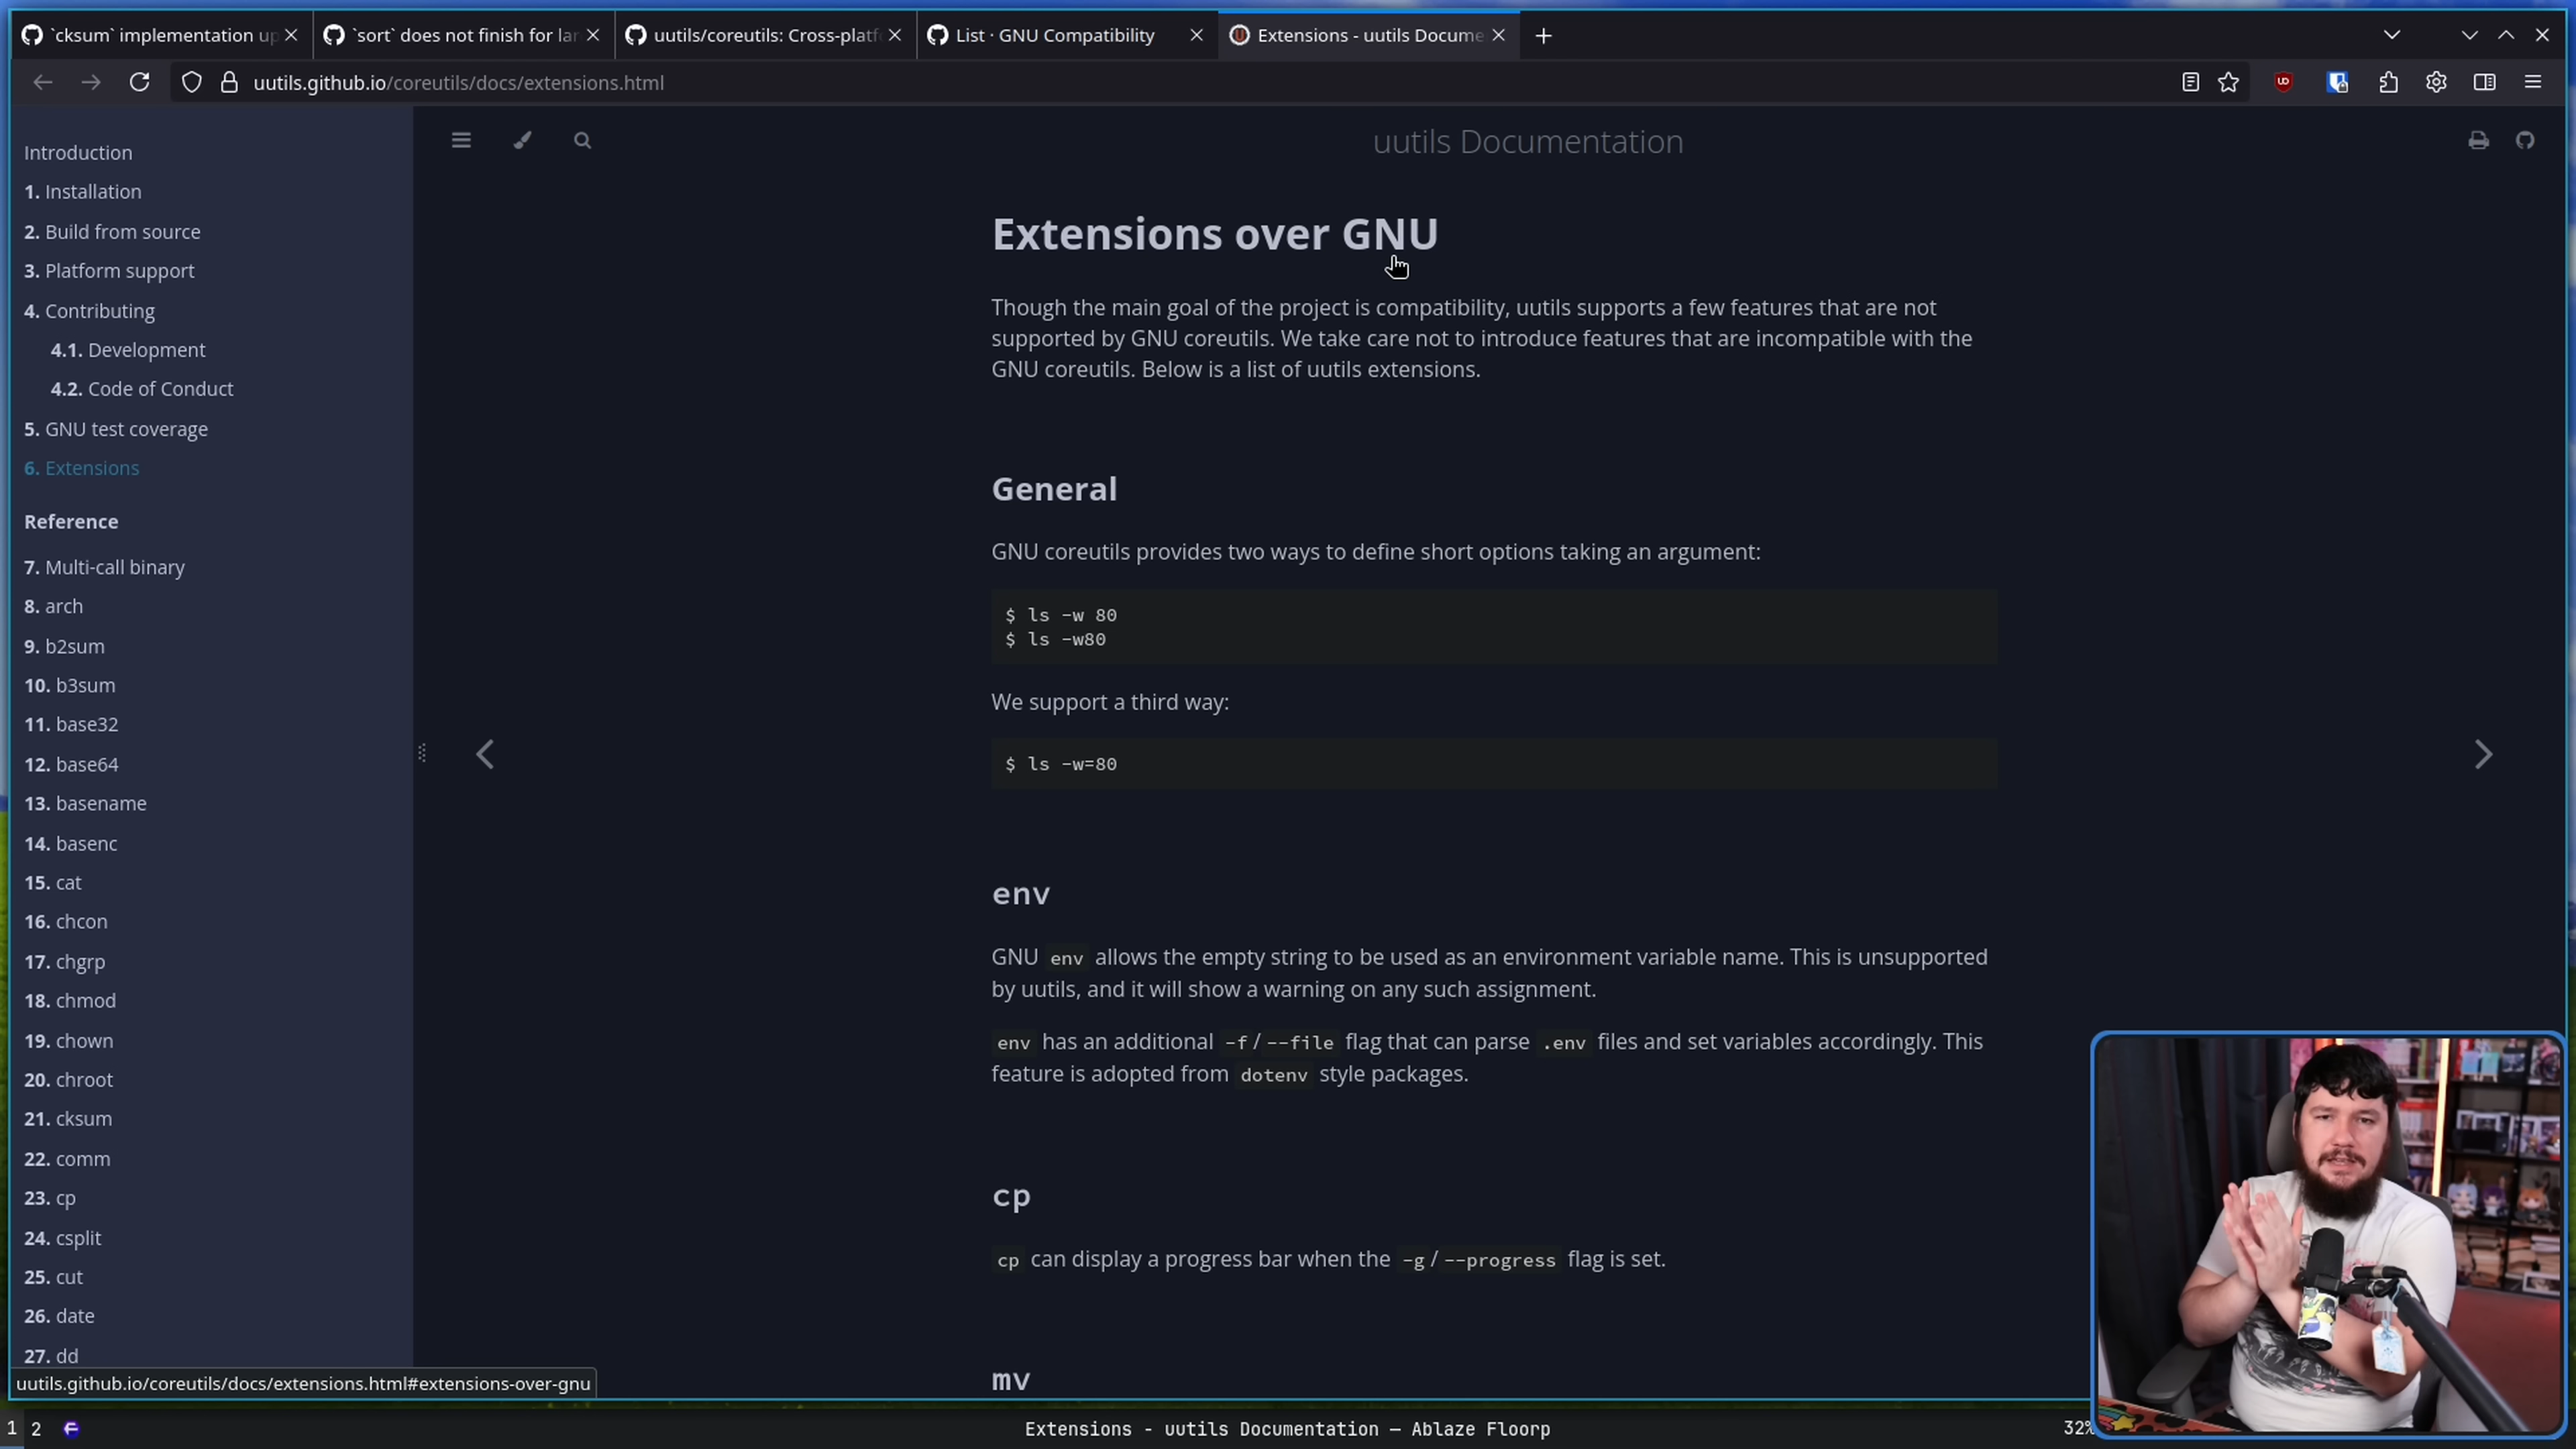 `cksum` implementation up
`sort` does not finish for lar
uutils/coreutils: Cross-platf
List · GNU Compatibility
Extensions - uutils Docume
uutils.github.io/coreutils/docs/extensions.html
Introduction
1. Installation
2. Build from source
3. Platform support
4. Contributing
4.1. Development
4.2. Code of Conduct
5. GNU test coverage
6. Extensions
Reference
7. Multi-call binary
8. arch
9. b2sum
10. b3sum
11. base32
12. base64
13. basename
14. basenc
15. cat
16. chcon
17. chgrp
18. chmod
19. chown
20. chroot
21. cksum
22. comm
23. cp
24. csplit
25. cut
26. date
27. dd
uutils Documentation
Extensions over GNU
Though the main goal of the project is compatibility, uutils supports a few features that are not
supported by GNU coreutils. We take care not to introduce features that are incompatible with the
GNU coreutils. Below is a list of uutils extensions.
General
GNU coreutils provides two ways to define short options taking an argument:
$ ls -w 80
$ ls -w80
We support a third way:
$ ls -w=80
env
GNU env allows the empty string to be used as an environment variable name. This is unsupported
by uutils, and it will show a warning on any such assignment.
env has an additional -f/--file flag that can parse .env files and set variables accordingly. This
feature is adopted from dotenv style packages.
cp
cp can display a progress bar when the -g/--progress flag is set.
mv
uutils.github.io/coreutils/docs/extensions.html#extensions-over-gnu
1 2
Extensions - uutils Documentation — Ablaze Floorp
32%